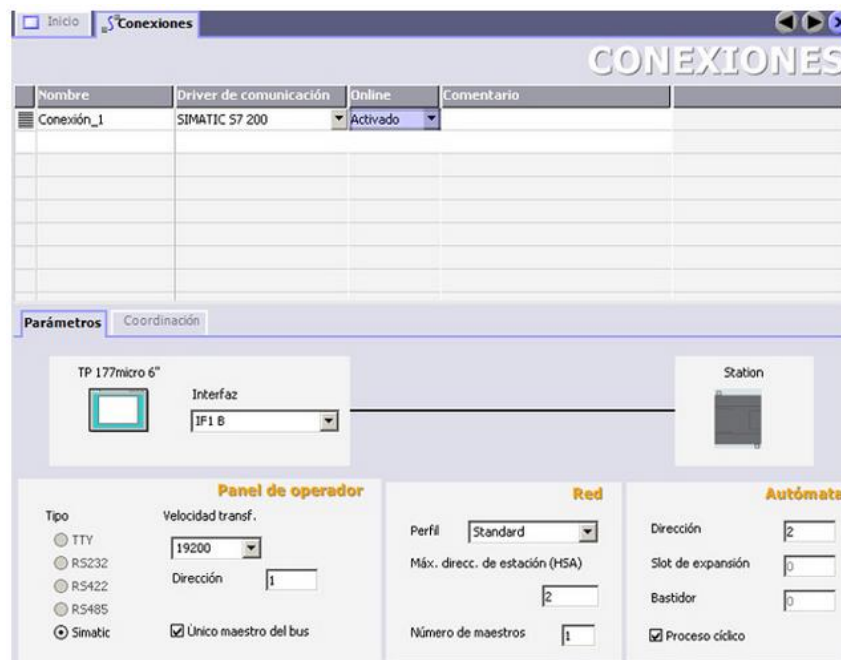 Inicio Conexiones
CONEXIONES
Nombre Driver de comunicación Online Comentario
Conexión_1 SIMATIC S7 200 Activado
Parámetros Coordinación
TP 177micro 6"
Interfaz
IF1 B
Station
Panel de operador
Tipo
TTY
RS232
RS422
RS485
Simatic
Velocidad transf.
19200
Dirección 1
Único maestro del bus
Red
Perfil Standard
Máx. direcc. de estación (HSA)
2
Número de maestros 1
Autómata
Dirección 2
Slot de expansión 0
Bastidor 0
Proceso cíclico